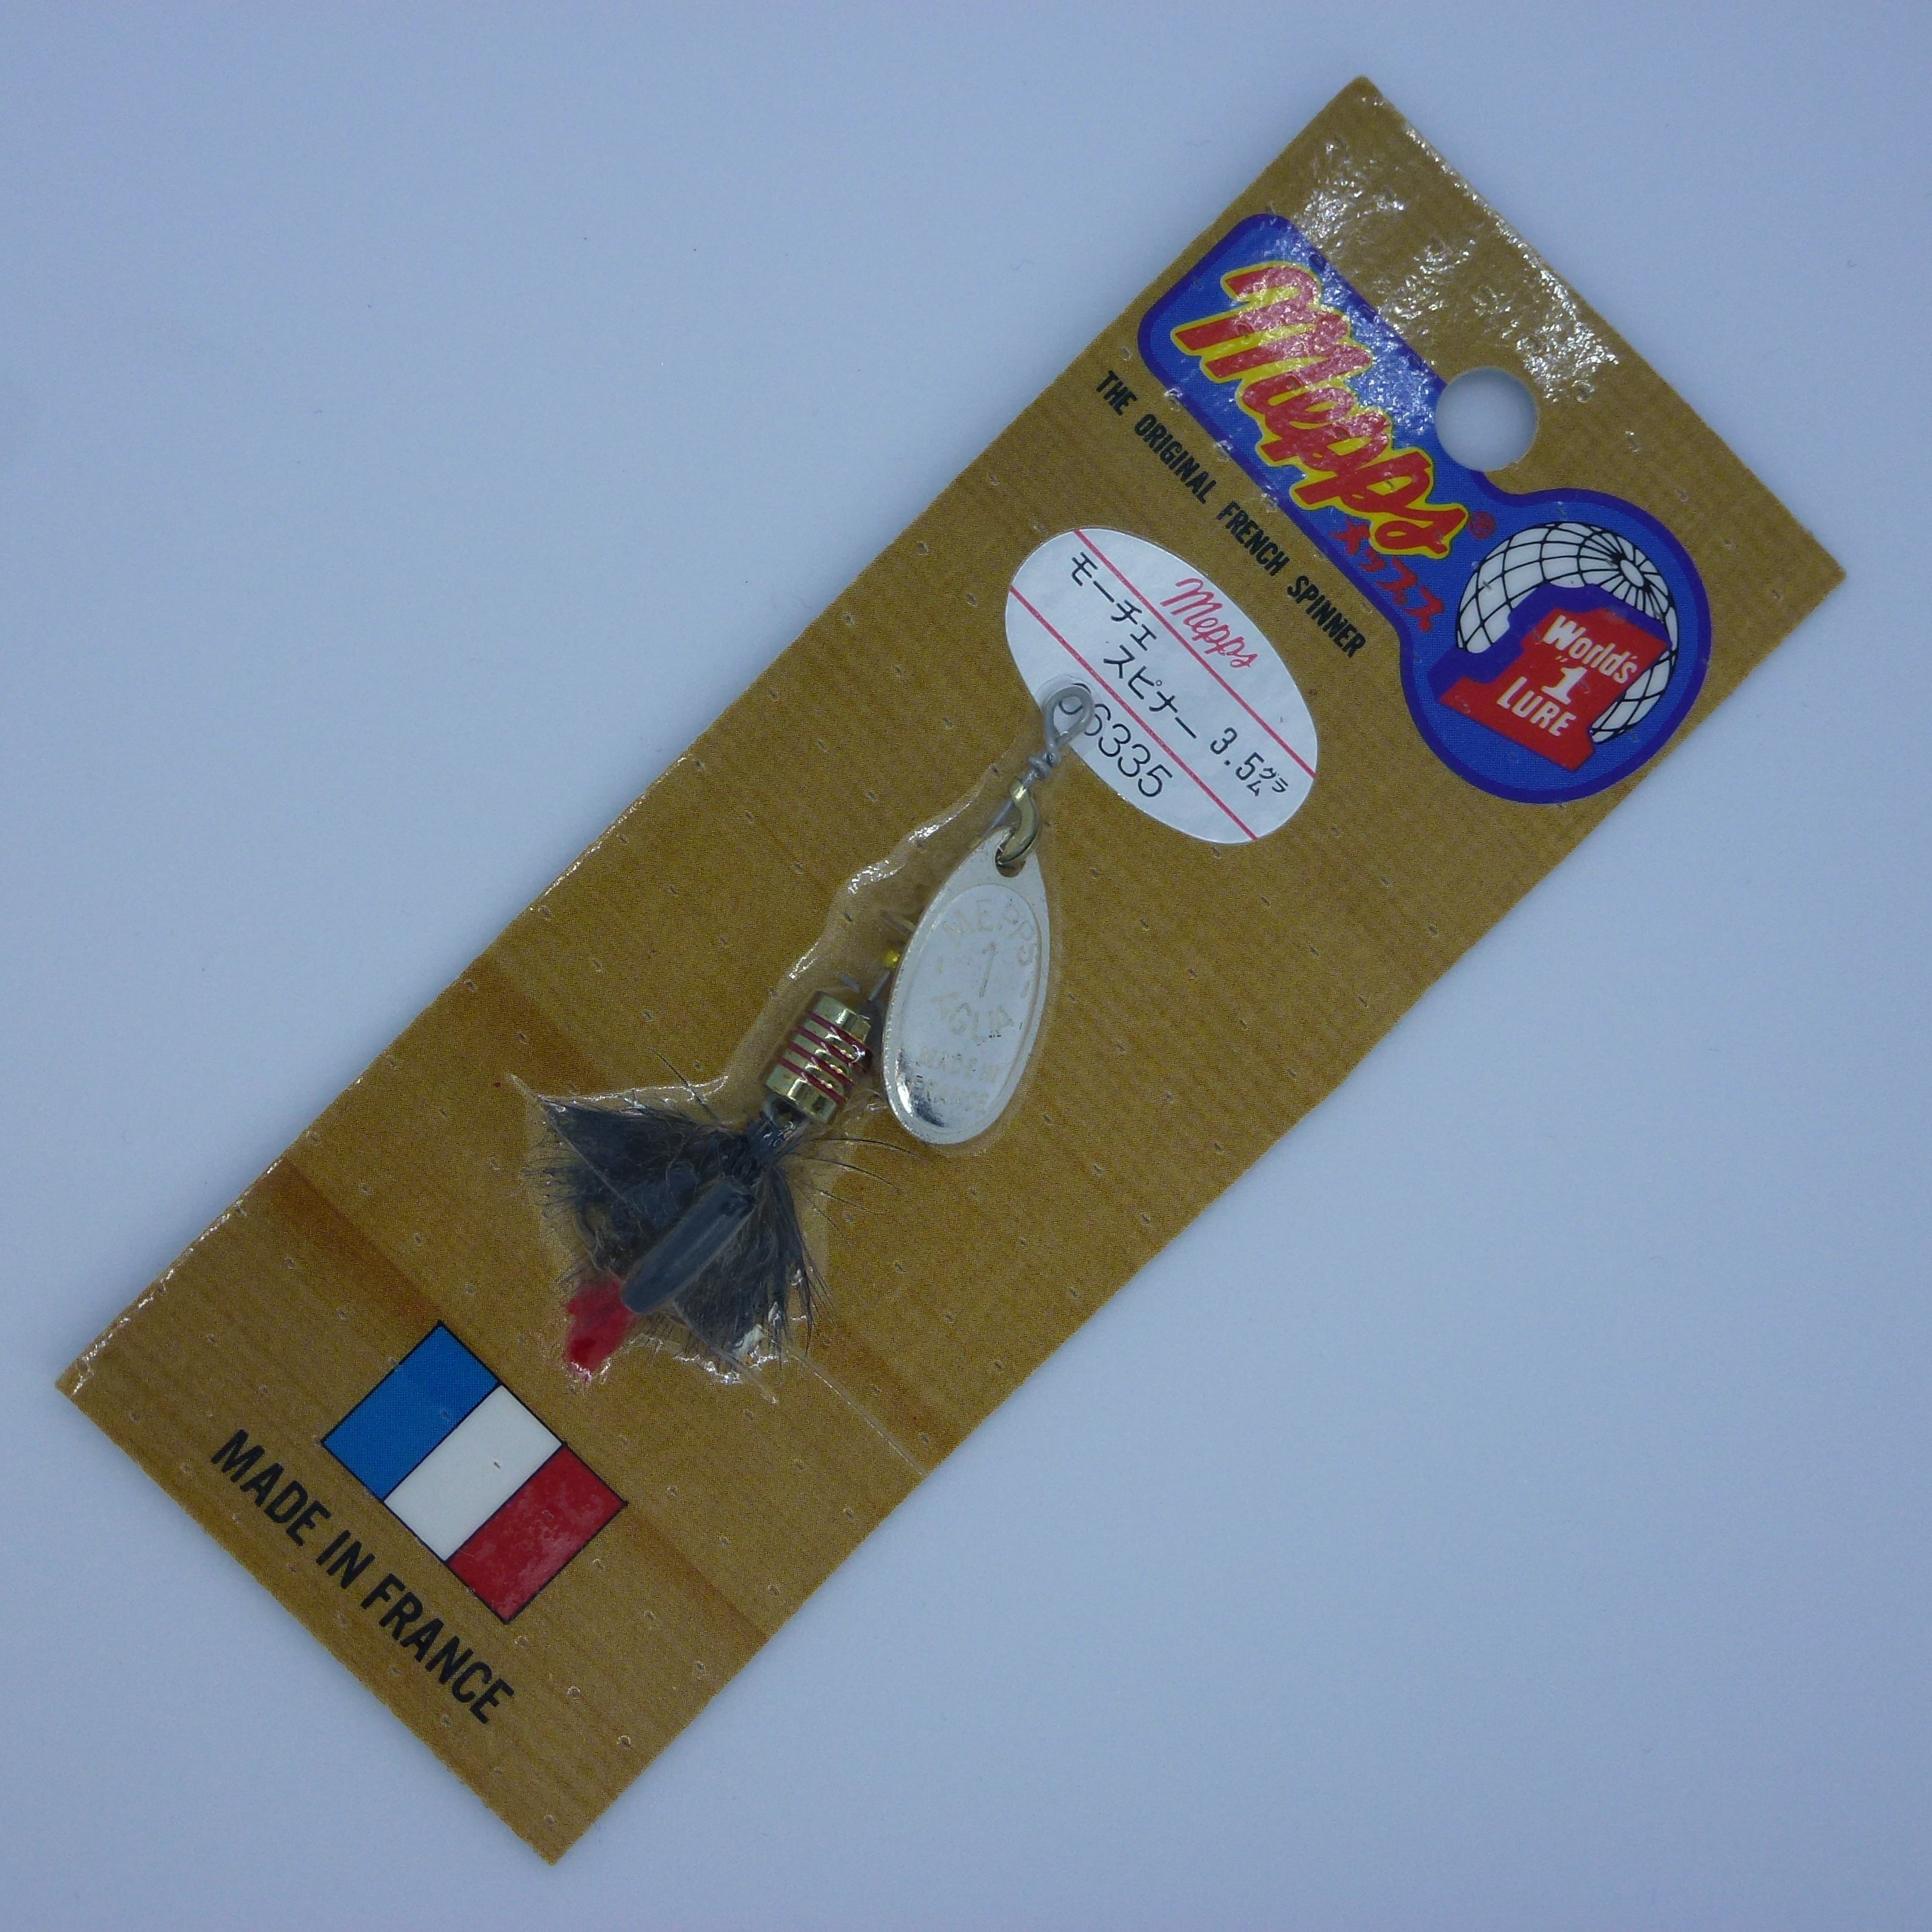 Mepps®
メップス
World's
"1
LURE
THE ORIGINAL FRENCH SPINNER
Mepps
モーチェ
スピナー 3.5グラム
06335
MEPPS
1
AGLIA
MADE IN
FRANCE
MADE IN FRANCE